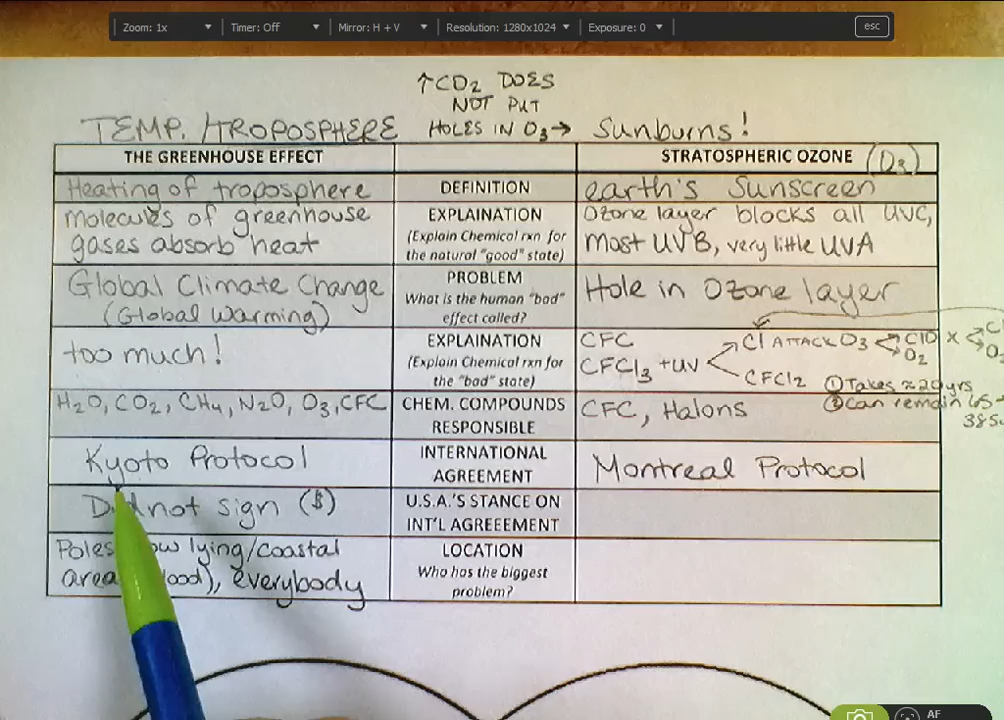 Zoom: 1x Timer: Off Mirror: H + V Resolution: 1280x1024 Exposure: 0 esc
↑CO2 DOES
NOT PUT
HOLES IN O3→
TEMP. /TROPOSPHERE
Sunburns!
THE GREENHOUSE EFFECT
STRATOSPHERIC OZONE (O3)
Heating of troposphere
DEFINITION
earth's Sunscreen
molecules of greenhouse
gases absorb heat
EXPLAINATION
(Explain Chemical rxn for
the natural "good" state)
Ozone layer blocks all UVC,
most UVB, very little UVA
Global Climate Change
(Global Warming)
PROBLEM
What is the human "bad"
effect called?
Hole in Ozone layer
too much!
EXPLAINATION
(Explain Chemical rxn for
the "bad" state)
CFC
CFCl3 +UV
Cl ATTACK O3
ClO X
O2
CFCl2
① Takes ≈ 20 yrs
② Can remain
H2O, CO2, CH4, N2O, O3, CFC
CHEM. COMPOUNDS
RESPONSIBLE
CFC, Halons
Kyoto Protocol
INTERNATIONAL
AGREEMENT
Montreal Protocol
not sign ($)
U.S.A.'S STANCE ON
INT'L AGREEEMENT
Poles lying/coastal
everybody
LOCATION
Who has the biggest
problem?
AF